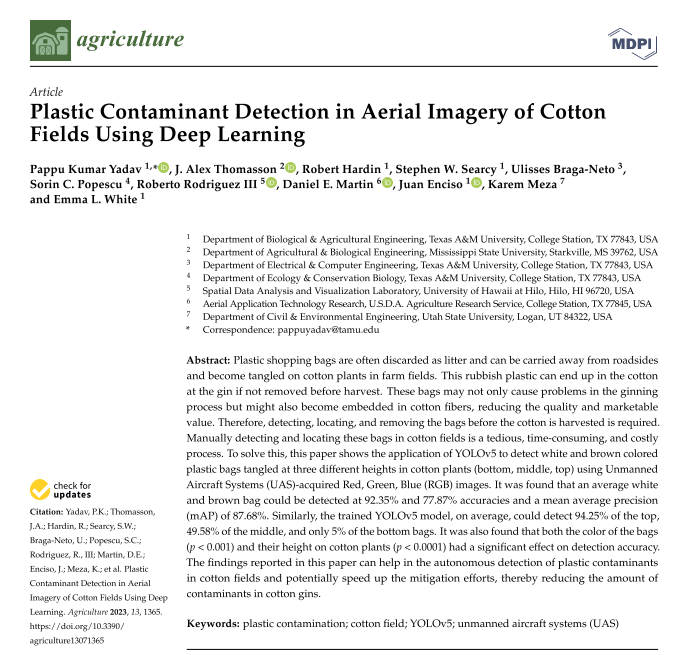 agriculture
MDPI
Article
Plastic Contaminant Detection in Aerial Imagery of Cotton
Fields Using Deep Learning
Pappu Kumar Yadav 1,*, J. Alex Thomasson 2, Robert Hardin 1, Stephen W. Searcy 1, Ulisses Braga-Neto 3,
Sorin C. Popescu 4, Roberto Rodriguez III 5, Daniel E. Martin 6, Juan Enciso 1, Karem Meza 7
and Emma L. White 1
1 Department of Biological & Agricultural Engineering, Texas A&M University, College Station, TX 77843, USA
2 Department of Agricultural & Biological Engineering, Mississippi State University, Starkville, MS 39762, USA
3 Department of Electrical & Computer Engineering, Texas A&M University, College Station, TX 77843, USA
4 Department of Ecology & Conservation Biology, Texas A&M University, College Station, TX 77843, USA
5 Spatial Data Analysis and Visualization Laboratory, University of Hawaii at Hilo, Hilo, HI 96720, USA
6 Aerial Application Technology Research, U.S.D.A. Agriculture Research Service, College Station, TX 77845, USA
7 Department of Civil & Environmental Engineering, Utah State University, Logan, UT 84322, USA
* Correspondence: pappuyadav@tamu.edu
Abstract: Plastic shopping bags are often discarded as litter and can be carried away from roadsides
and become tangled on cotton plants in farm fields. This rubbish plastic can end up in the cotton
at the gin if not removed before harvest. These bags may not only cause problems in the ginning
process but might also become embedded in cotton fibers, reducing the quality and marketable
value. Therefore, detecting, locating, and removing the bags before the cotton is harvested is required.
Manually detecting and locating these bags in cotton fields is a tedious, time-consuming, and costly
process. To solve this, this paper shows the application of YOLOv5 to detect white and brown colored
plastic bags tangled at three different heights in cotton plants (bottom, middle, top) using Unmanned
Aircraft Systems (UAS)-acquired Red, Green, Blue (RGB) images. It was found that an average white
and brown bag could be detected at 92.35% and 77.87% accuracies and a mean average precision
(mAP) of 87.68%. Similarly, the trained YOLOv5 model, on average, could detect 94.25% of the top,
49.58% of the middle, and only 5% of the bottom bags. It was also found that both the color of the bags
(p < 0.001) and their height on cotton plants (p < 0.0001) had a significant effect on detection accuracy.
The findings reported in this paper can help in the autonomous detection of plastic contaminants
in cotton fields and potentially speed up the mitigation efforts, thereby reducing the amount of
contaminants in cotton gins.
Keywords: plastic contamination; cotton field; YOLOv5; unmanned aircraft systems (UAS)
check for
updates
Citation: Yadav, P.K.; Thomasson,
J.A.; Hardin, R.; Searcy, S.W.;
Braga-Neto, U.; Popescu, S.C.;
Rodriguez, R., III; Martin, D.E.;
Enciso, J.; Meza, K.; et al. Plastic
Contaminant Detection in Aerial
Imagery of Cotton Fields Using Deep
Learning. Agriculture 2023, 13, 1365.
https://doi.org/10.3390/
agriculture13071365